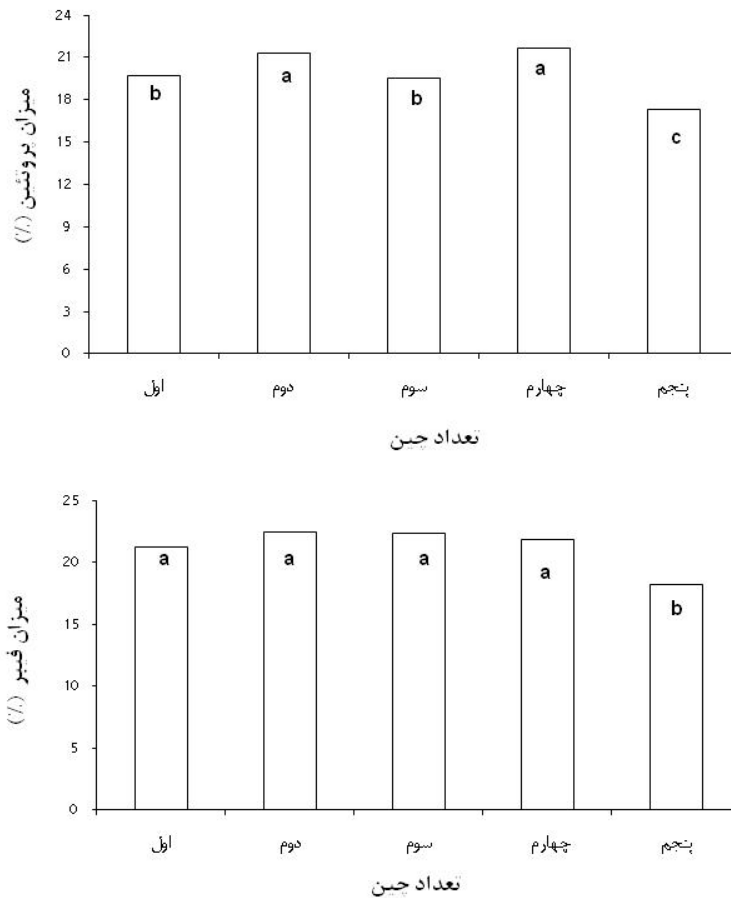 میزان پروتئین (٪)
24
21
18
15
12
9
6
3
0
b
a
b
a
c
اول
دوم
سوم
چهارم
پنجم
تعداد چین
میزان فیبر (٪)
25
20
15
10
5
0
a
a
a
a
b
اول
دوم
سوم
چهارم
پنجم
تعداد چین